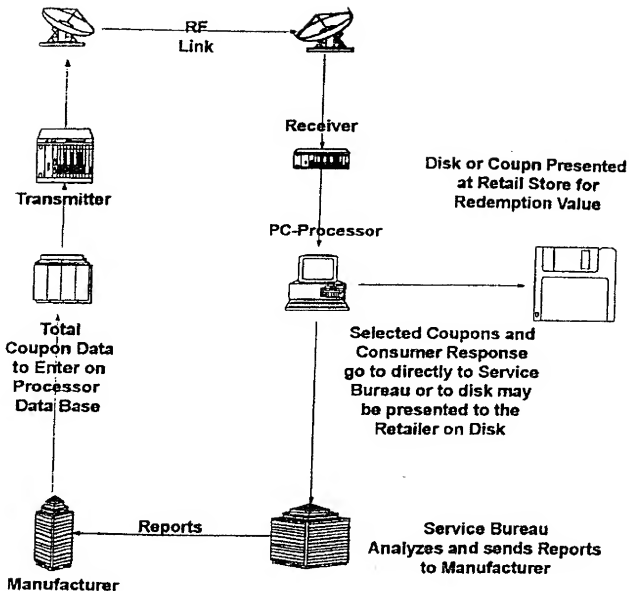 RF
Link
Receiver
Disk or Coupn Presented
at Retail Store for
Redemption Value
Transmitter
PC-Processor
Total
Coupon Data
to Enter on
Processor
Data Base
Selected Coupons and
Consumer Response
go to directly to Service
Bureau or to disk may
be presented to the
Retailer on Disk
Reports
Service Bureau
Analyzes and sends Reports
to Manufacturer
Manufacturer